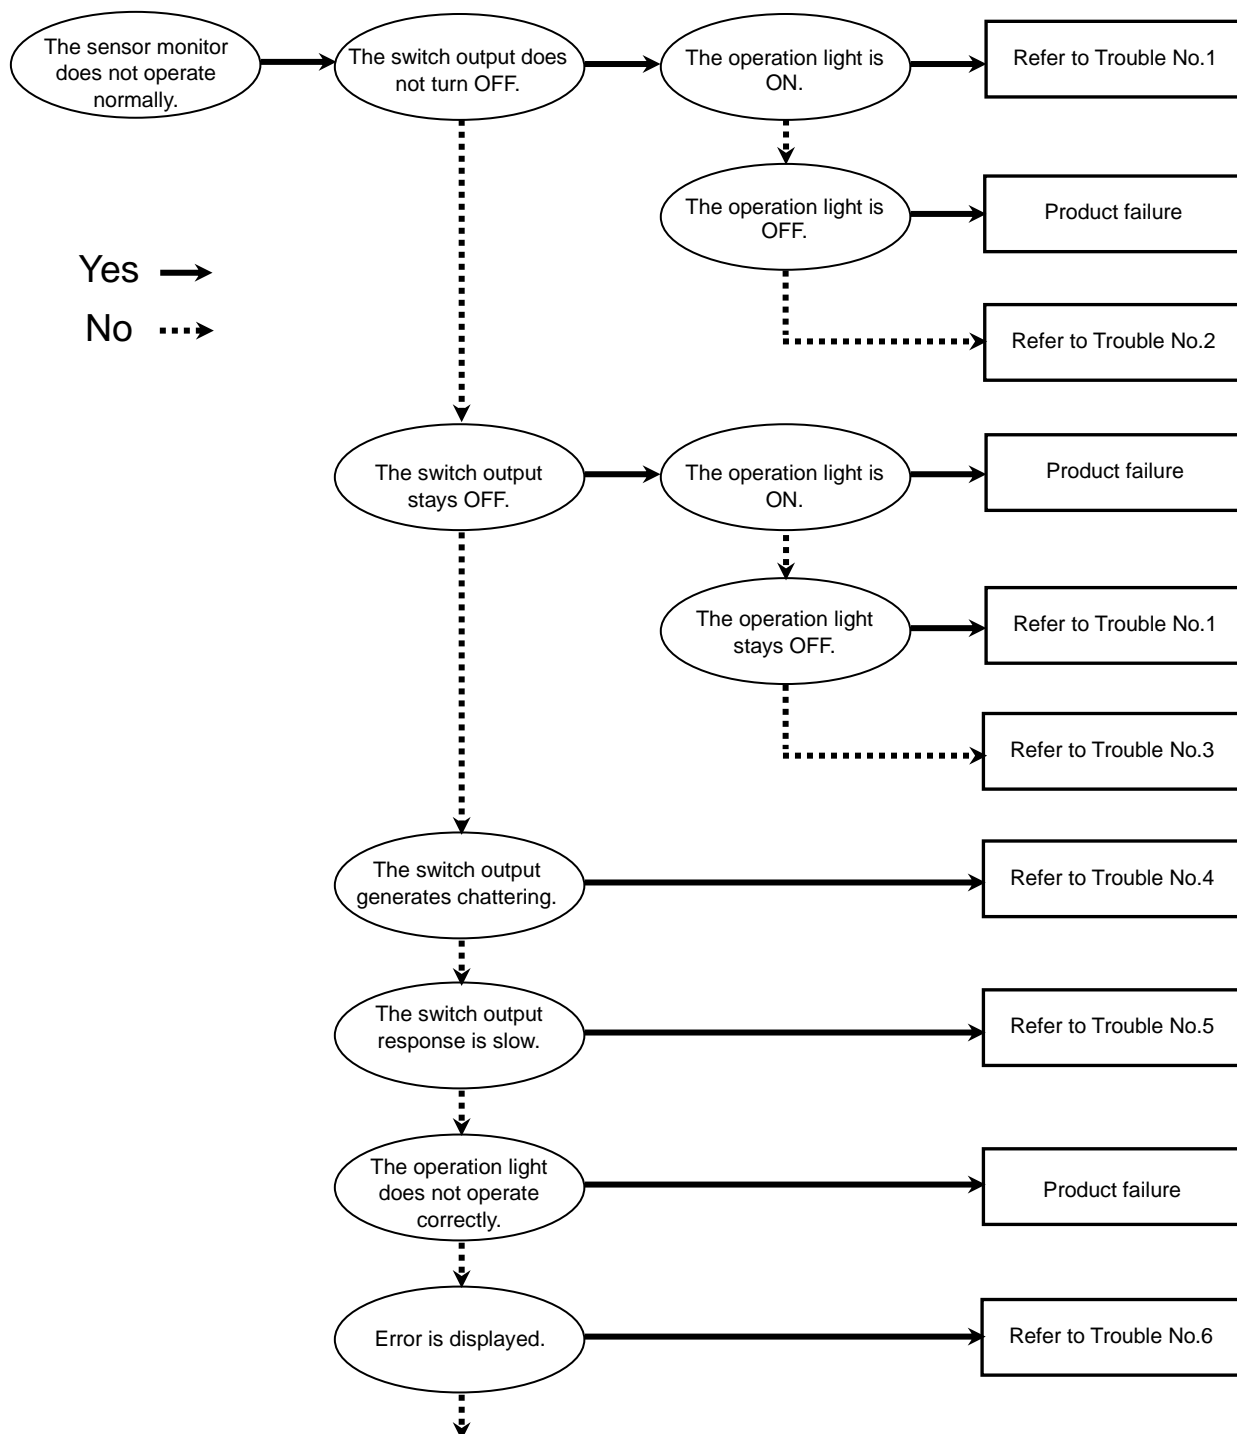 The sensor monitor
does not operate
normally.
The switch output does
not turn OFF.
The operation light is
ON.
Refer to Trouble No.1
The operation light is
OFF.
Product failure
Yes
No
Refer to Trouble No.2
The switch output
stays OFF.
The operation light is
ON.
Product failure
The operation light
stays OFF.
Refer to Trouble No.1
Refer to Trouble No.3
The switch output
generates chattering.
Refer to Trouble No.4
The switch output
response is slow.
Refer to Trouble No.5
The operation light
does not operate
correctly.
Product failure
Error is displayed.
Refer to Trouble No.6